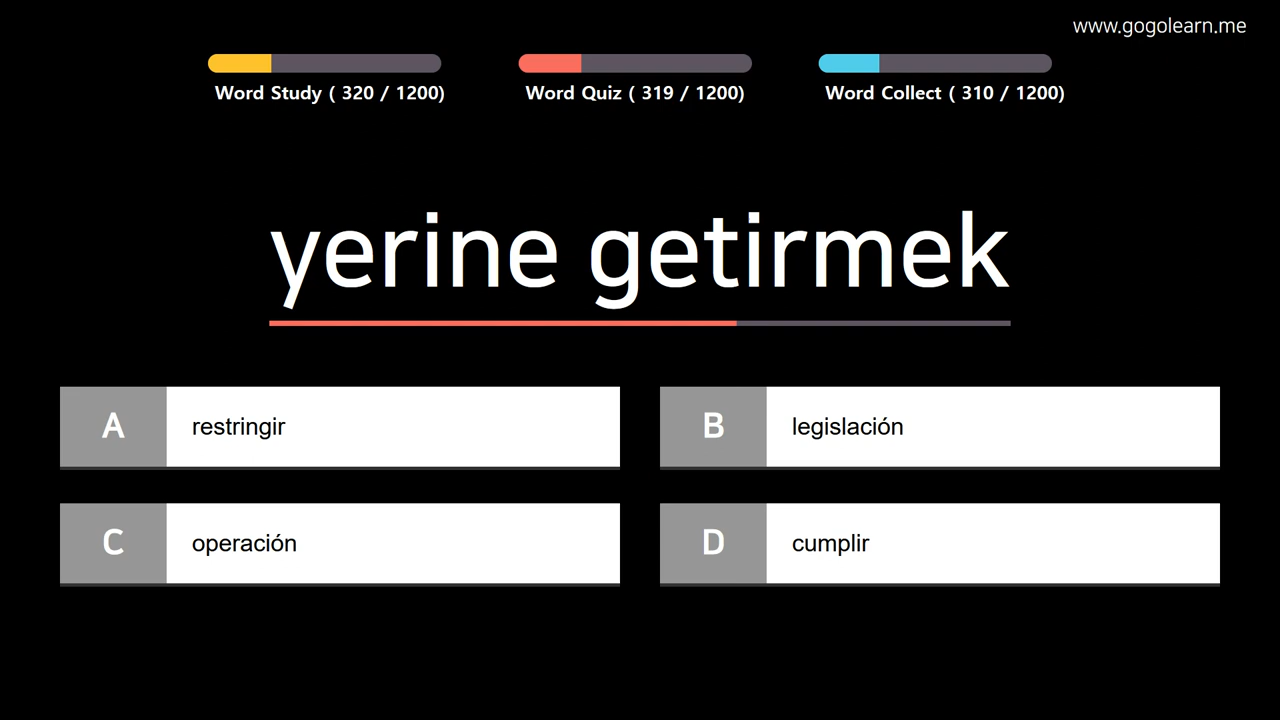 www.gogolearn.me
Word Study ( 320 / 1200)
Word Quiz ( 319 / 1200)
Word Collect ( 310 / 1200)
yerine getirmek
A restringir
B legislación
C operación
D cumplir